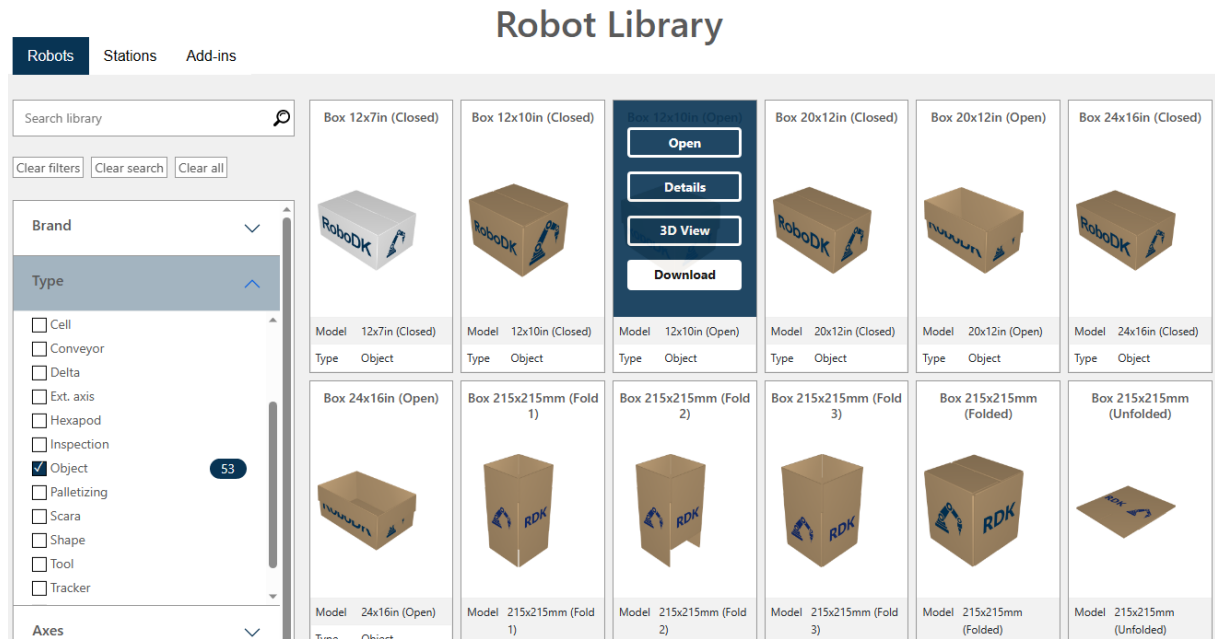 Robot Library
Robots Stations Add-ins
Search library
Clear filters Clear search Clear all
Brand
Type
Cell
Conveyor
Delta
Ext. axis
Hexapod
Inspection
Object 53
Palletizing
Scara
Shape
Tool
Tracker
Axes
Box 12x7in (Closed)
RoboDK
Model 12x7in (Closed)
Type Object
Box 12x10in (Closed)
RoboDK
Model 12x10in (Closed)
Type Object
Box 12x10in (Open)
Open
Details
3D View
Download
Model 12x10in (Open)
Type Object
Box 20x12in (Closed)
RoboDK
Model 20x12in (Closed)
Type Object
Box 20x12in (Open)
Model 20x12in (Open)
Type Object
Box 24x16in (Closed)
RoboDK
Model 24x16in (Closed)
Type Object
Box 24x16in (Open)
Model 24x16in (Open)
Type Object
Box 215x215mm (Fold
1)
RDK
Model 215x215mm (Fold
1)
Box 215x215mm (Fold
2)
RDK
Model 215x215mm (Fold
2)
Box 215x215mm (Fold
3)
RDK
Model 215x215mm (Fold
3)
Box 215x215mm
(Folded)
RDK
Model 215x215mm
(Folded)
Box 215x215mm
(Unfolded)
RDK
Model 215x215mm
(Unfolded)